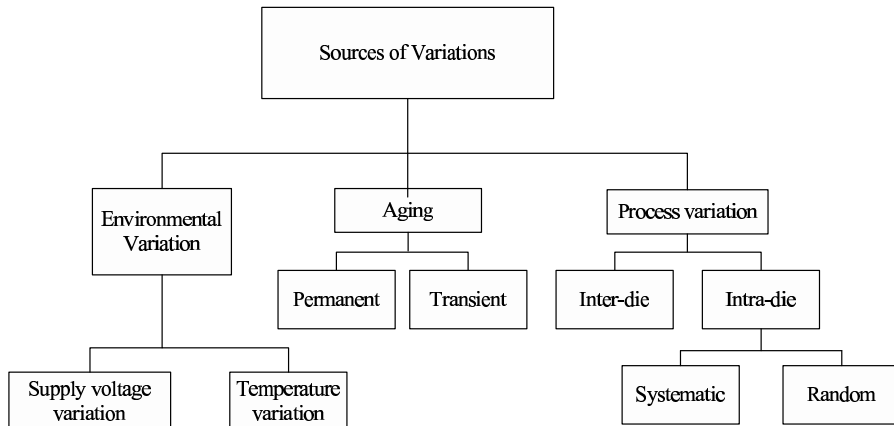 Sources of Variations
Environmental
Variation
Aging
Process variation
Permanent
Transient
Inter-die
Intra-die
Supply voltage
variation
Temperature
variation
Systematic
Random